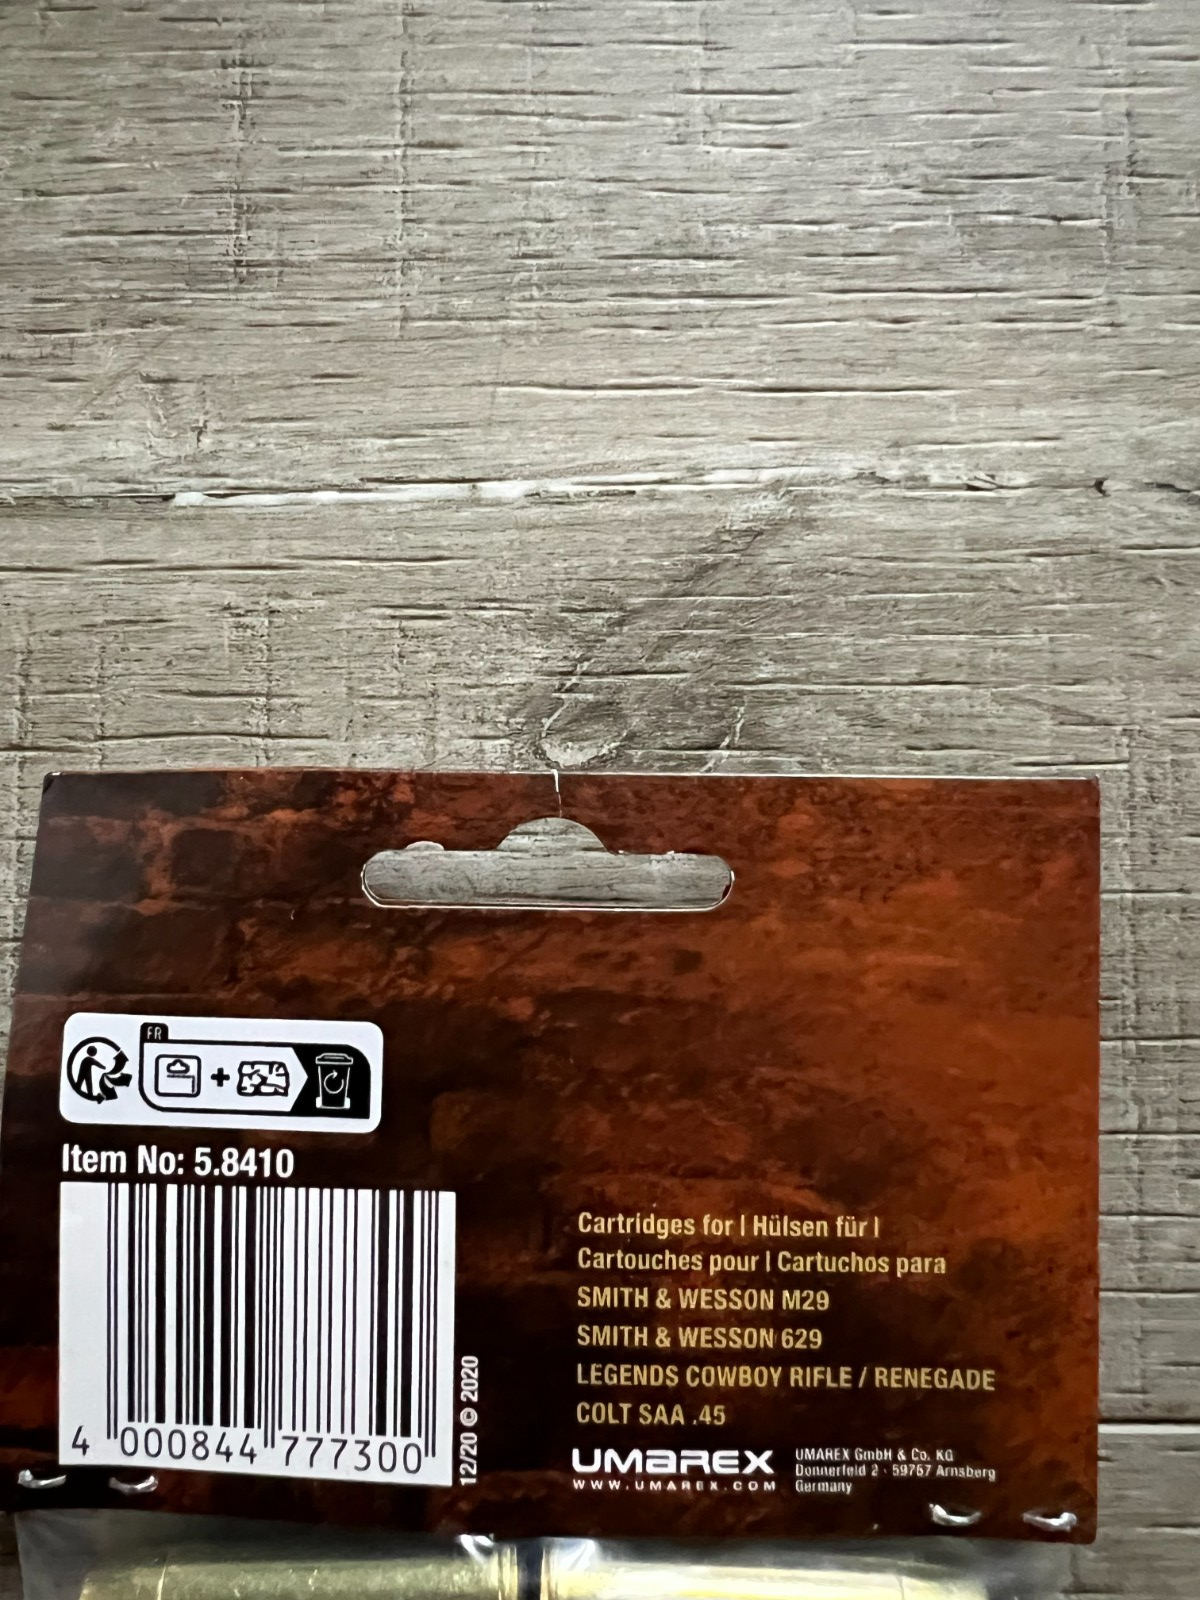 FR
Item No: 5.8410
4 000844 777300
12/20 © 2020
Cartridges for | Hülsen für |
Cartouches pour | Cartuchos para
SMITH & WESSON M29
SMITH & WESSON 629
LEGENDS COWBOY RIFLE / RENEGADE
COLT SAA .45
UMAREX
WWW.UMAREX.COM
UMAREX GmbH & Co. KG
Donnerfeld 2 · 59757 Arnsberg
Germany